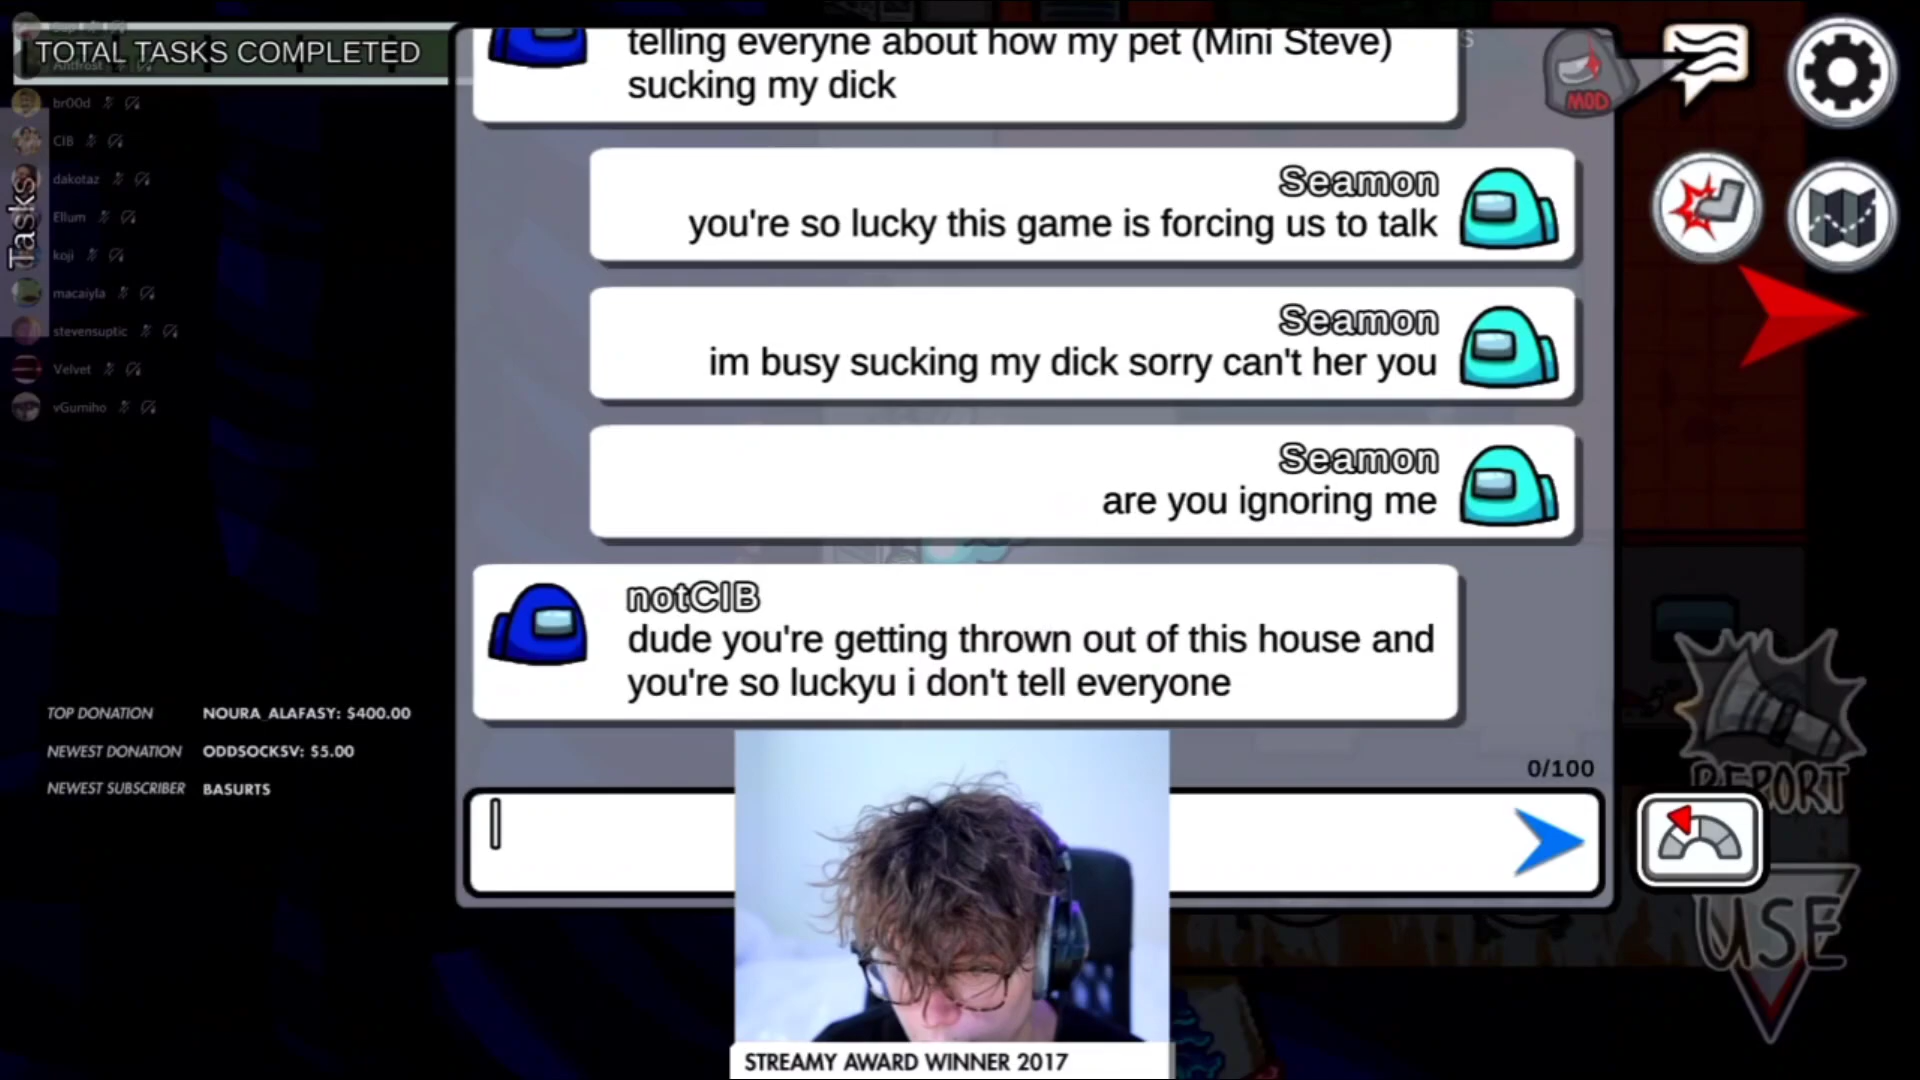 TOTAL TASKS COMPLETED
br00d
CIB
dakotaz
Ellum
koji
macaiyla
stevensuptic
Velvet
vGumiho
Tasks
telling everyne about how my pet (Mini Steve)
sucking my dick
Seamon
you're so lucky this game is forcing us to talk
Seamon
im busy sucking my dick sorry can't her you
Seamon
are you ignoring me
notCIB
dude you're getting thrown out of this house and
you're so luckyu i don't tell everyone
0/100
MOD
REPORT
USE
TOP DONATION NOURA_ALAFASY: $400.00
NEWEST DONATION ODDSOCKSV: $5.00
NEWEST SUBSCRIBER BASURTS
STREAMY AWARD WINNER 2017